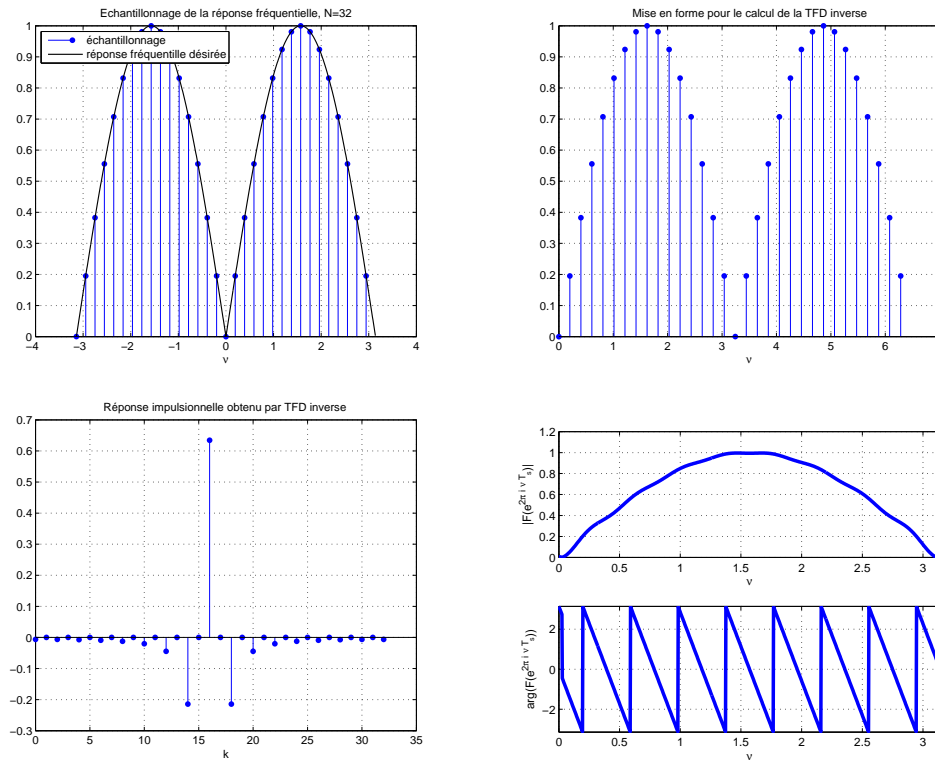 Echantillonnage de la réponse fréquentielle, N=32
échantillonnage
réponse fréquentille désirée
1
0.9
0.8
0.7
0.6
0.5
0.4
0.3
0.2
0.1
0
−4 −3 −2 −1 0 1 2 3 4
ν
Mise en forme pour le calcul de la TFD inverse
1
0.9
0.8
0.7
0.6
0.5
0.4
0.3
0.2
0.1
0
0 1 2 3 4 5 6
ν
Réponse impulsionnelle obtenu par TFD inverse
0.7
0.6
0.5
0.4
0.3
0.2
0.1
0
−0.1
−0.2
−0.3
0 5 10 15 20 25 30 35
k
|F(e^{2π i ν T_s})|
1.2
1
0.8
0.6
0.4
0.2
0
0 0.5 1 1.5 2 2.5 3
ν
arg(F(e^{2π i ν T_s}))
2
0
−2
0 0.5 1 1.5 2 2.5 3
ν